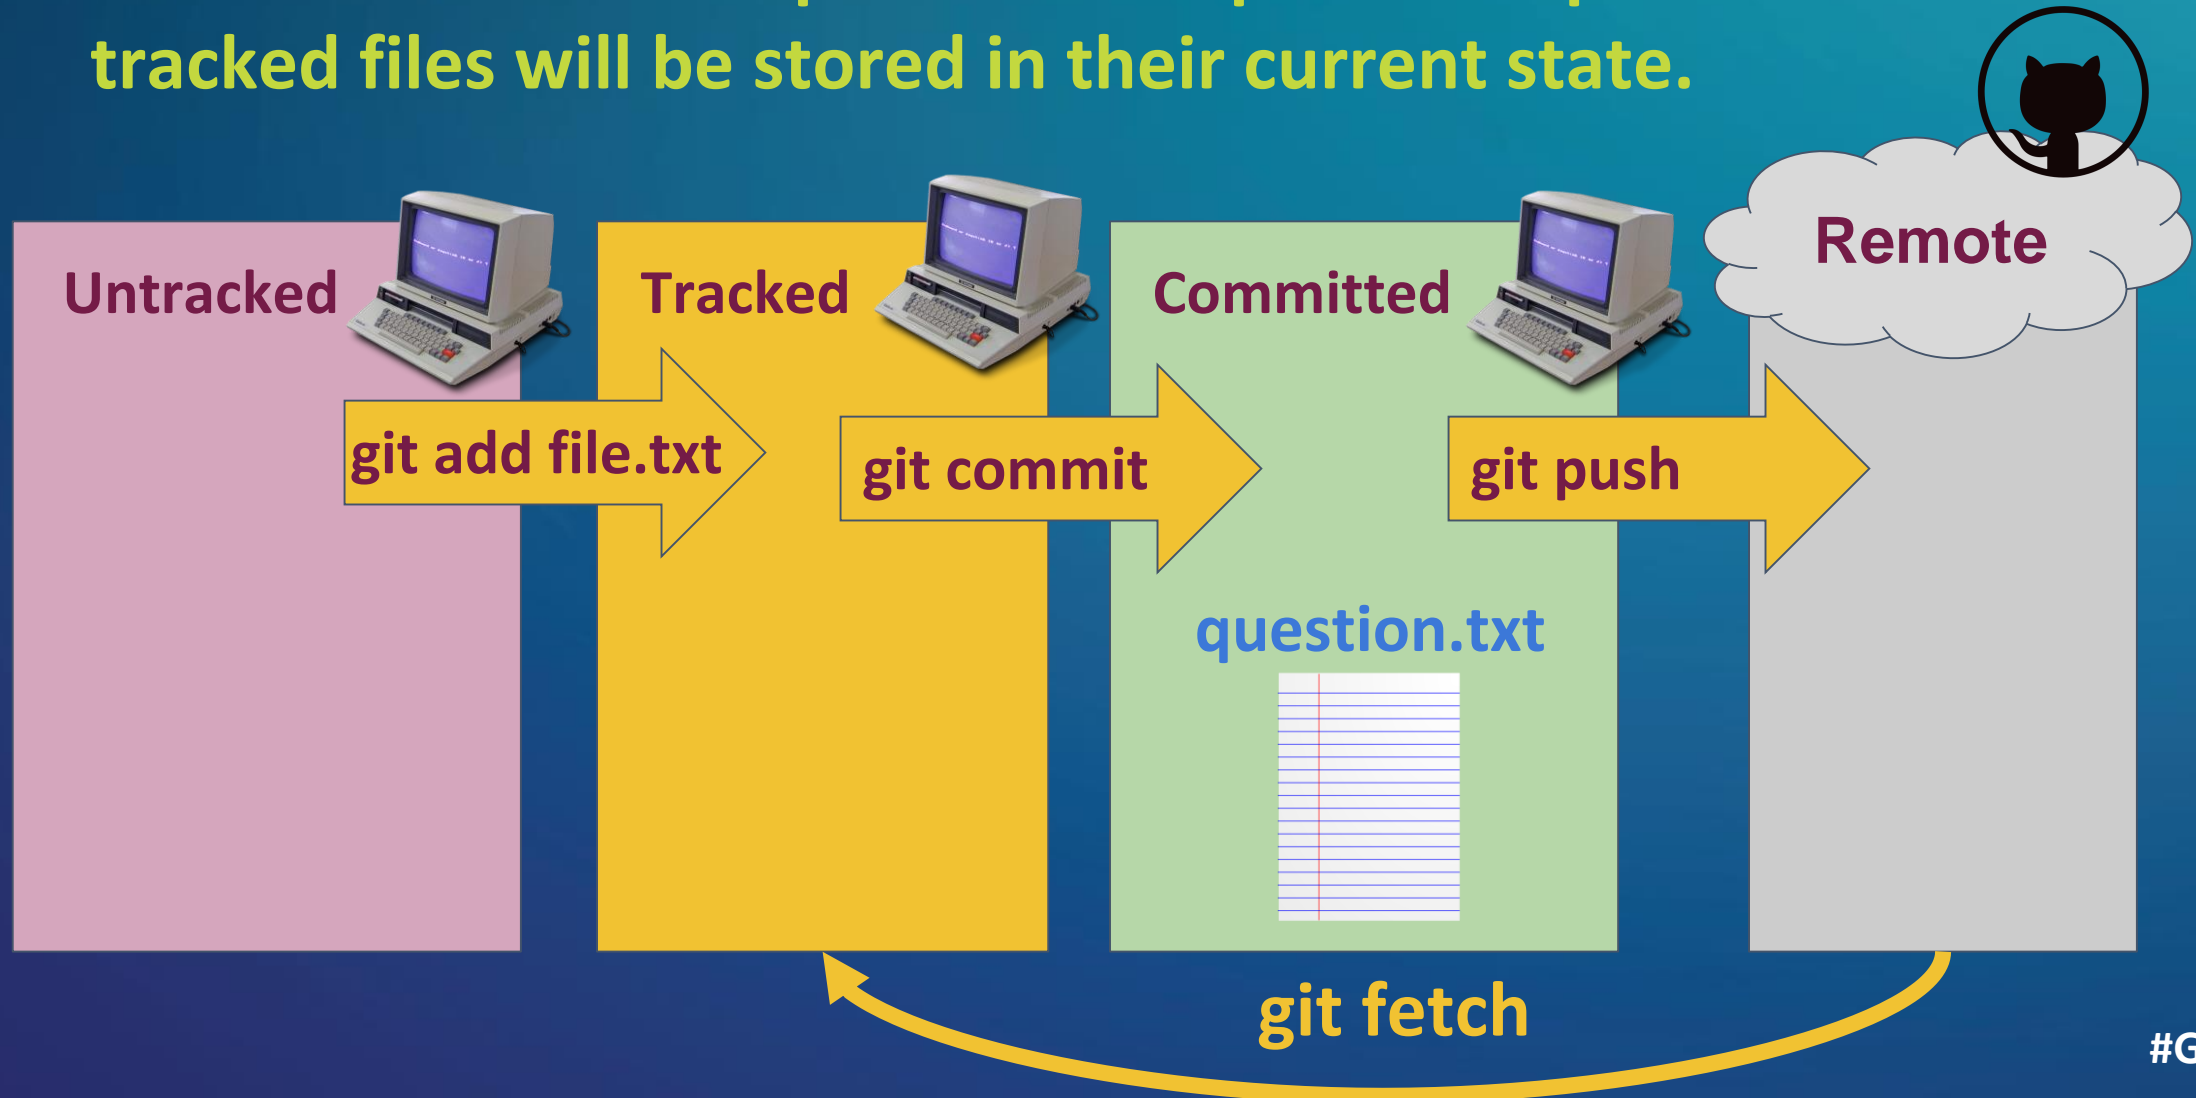 tracked files will be stored in their current state.
Remote
Untracked
Tracked
Committed
git add file.txt
git commit
git push
question.txt
git fetch
#G